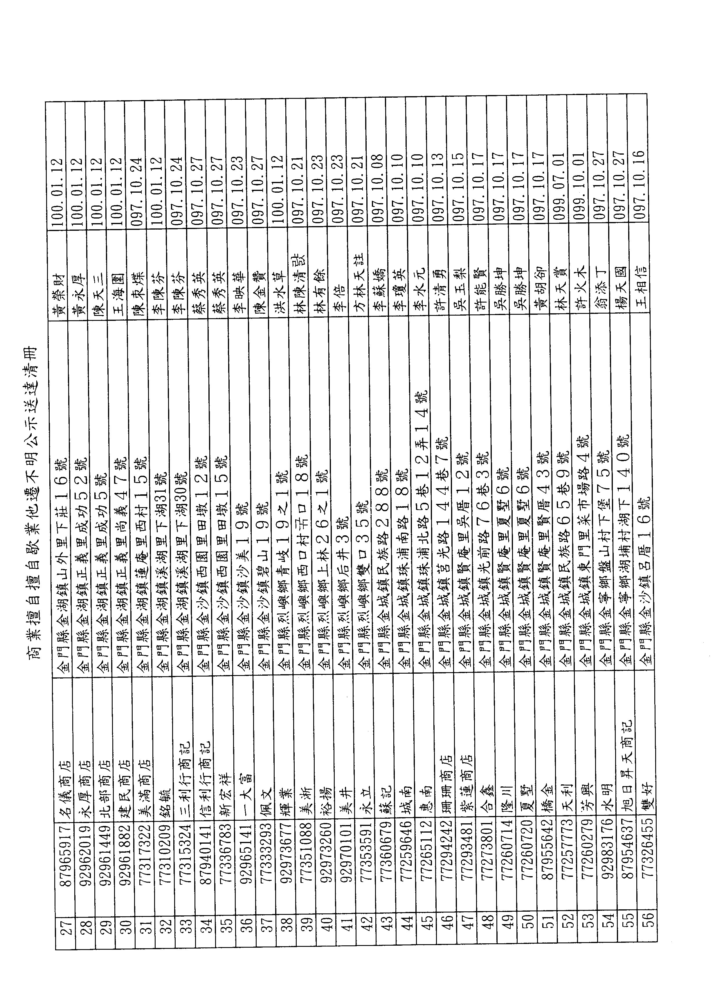 商業擅自擅自歇業他遷不明公示送達清冊
27 87965917 名儀商店 金門縣金湖鎮山外里下莊16號 黃榮財 100.01.12
28 92962019 永厚商店 金門縣金湖鎮正義里成功52號 黃永厚 100.01.12
29 92961449 北部商店 金門縣金湖鎮正義里成功5號 陳天三 100.01.12
30 92961882 建民商店 金門縣金湖鎮正義里尚義47號 王海圍 100.01.12
31 77317322 美滿商店 金門縣金湖鎮蓮庵里西村15號 陳朿煠 097.10.24
32 77310209 銘毓 金門縣金湖鎮溪湖里下湖31號 李陳芬 100.01.12
33 77315324 三利行商記 金門縣金湖鎮溪湖里下湖30號 李陳芬 097.10.24
34 87940141 信利行商記 金門縣金沙鎮西園里田墩12號 蔡秀英 097.10.27
35 77336783 新宏祥 金門縣金沙鎮西園里田墩15號 蔡秀英 097.10.27
36 92965141 一大富 金門縣金沙鎮沙美19號 李映華 097.10.23
37 77333293 佩文 金門縣金沙鎮碧山19號 陳金贊 097.10.27
38 92973677 輝業 金門縣烈嶼鄉青岐19之1號 洪水草 100.01.12
39 77351088 美淅 金門縣烈嶼鄉西口村口18號 林陳清 097.10.21
40 92973260 裕揚 金門縣烈嶼鄉上林26之1號 林有餘 097.10.23
41 92970101 美井 金門縣烈嶼鄉后井3號 李倍 097.10.23
42 77353591 永立 金門縣烈嶼鄉雙口35號 方林天註 097.10.21
43 77360679 蘇記 金門縣金城鎮民族路288號 李蘇嬌 097.10.08
44 77259646 城南 金門縣金城鎮珠浦南路18號 李瓊英 097.10.10
45 77265112 惠南 金門縣金城鎮珠浦北路5巷12弄14號 李水元 097.10.10
46 77294242 珊珊商店 金門縣金城鎮莒光路144巷7號 許清勇 097.10.13
47 77293481 紫蓮商店 金門縣金城鎮賢庵里吳厝12號 吳玉梨 097.10.15
48 77273801 合鑫 金門縣金城鎮光前路76巷3號 許能賢 097.10.17
49 77260714 隆川 金門縣金城鎮賢庵里夏墅6號 吳勝坤 097.10.17
50 77260720 夏墅 金門縣金城鎮賢庵里夏墅6號 吳勝坤 097.10.17
51 87955642 橋金 金門縣金城鎮賢庵里賢厝43號 黃胡卻 097.10.17
52 77257773 天利 金門縣金城鎮民族路65巷9號 林天賞 099.07.01
53 77260279 芳興 金門縣金城鎮東門里菜市場路4號 許火木 099.10.01
54 92983176 水明 金門縣金寧鄉盤山村下堡75號 翁添丁 097.10.27
55 87954637 旭日昇天商記 金門縣金寧鄉湖埔村湖下140號 楊天國 097.10.27
56 77326455 雙好 金門縣金沙鎮呂厝16號 王相信 097.10.16